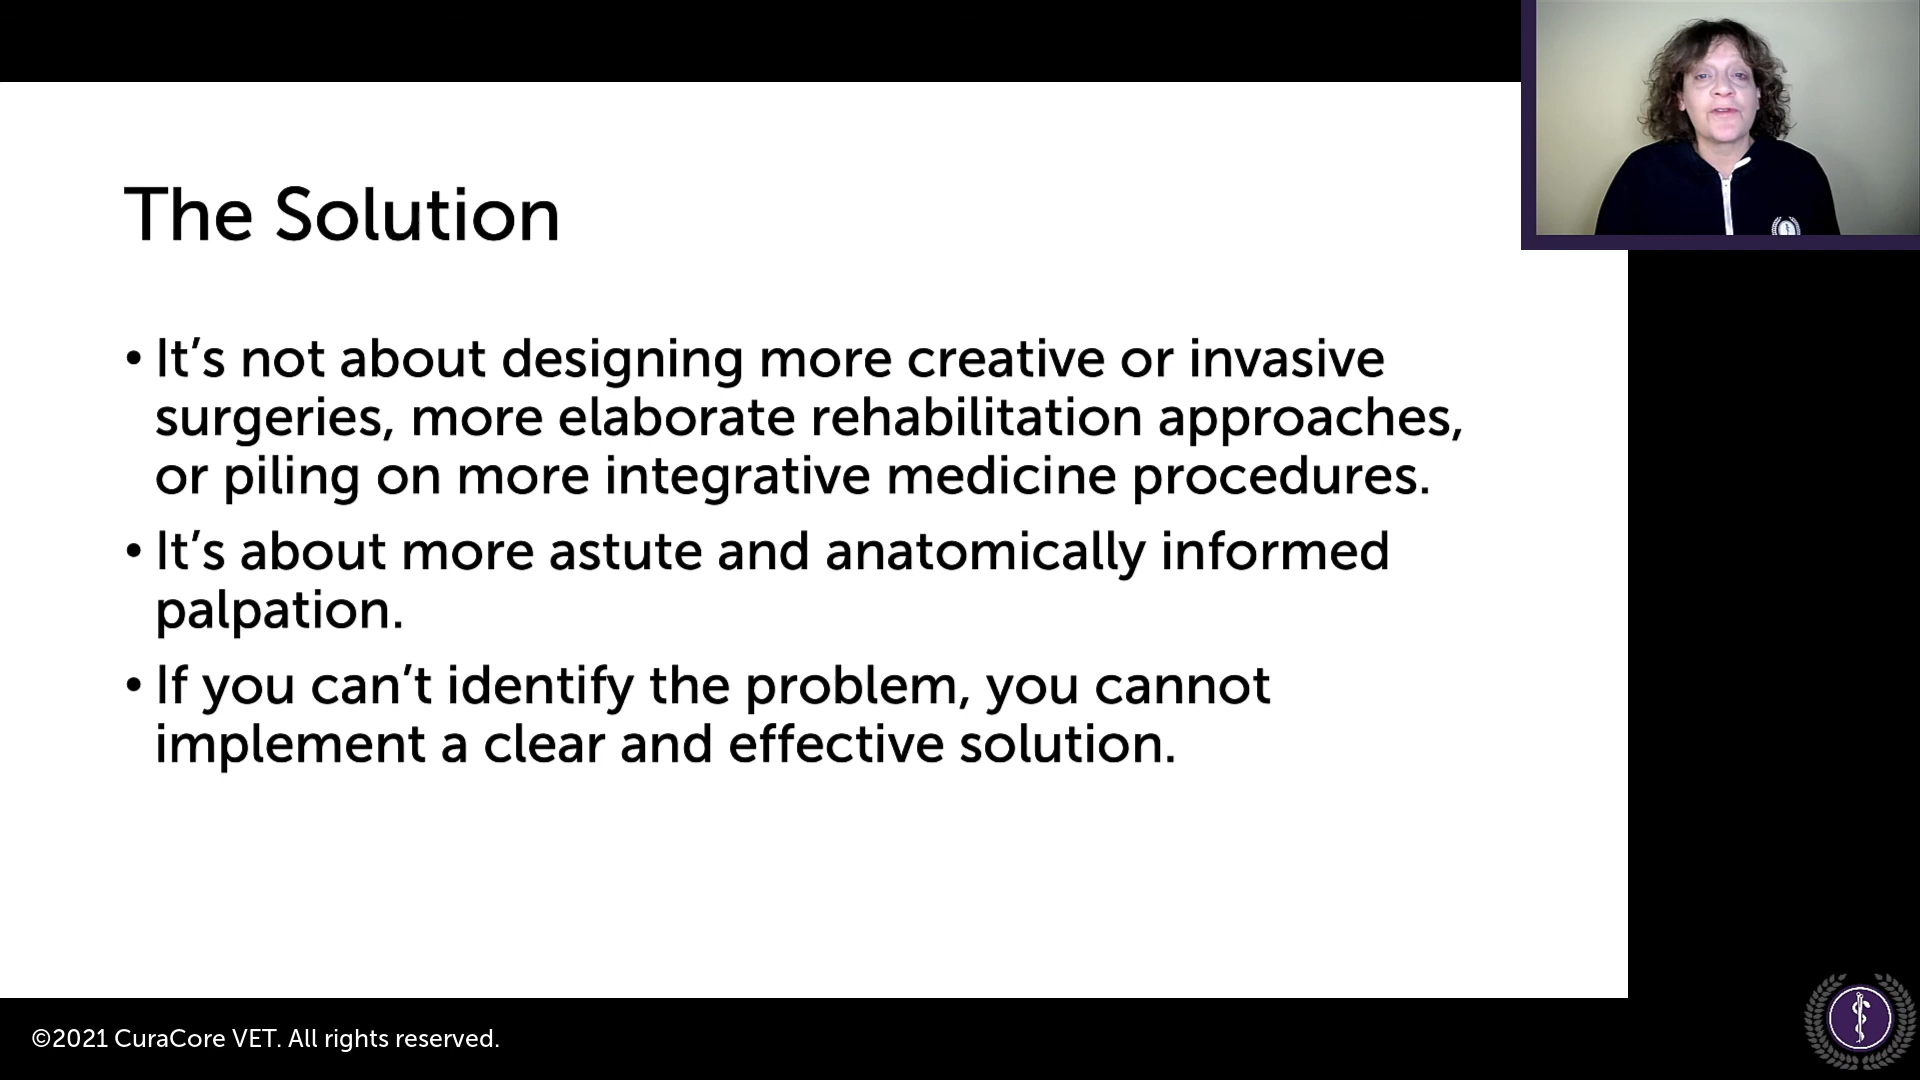 The Solution
• It’s not about designing more creative or invasive
surgeries, more elaborate rehabilitation approaches,
or piling on more integrative medicine procedures.
• It’s about more astute and anatomically informed
palpation.
• If you can’t identify the problem, you cannot
implement a clear and effective solution.
©2021 CuraCore VET. All rights reserved.